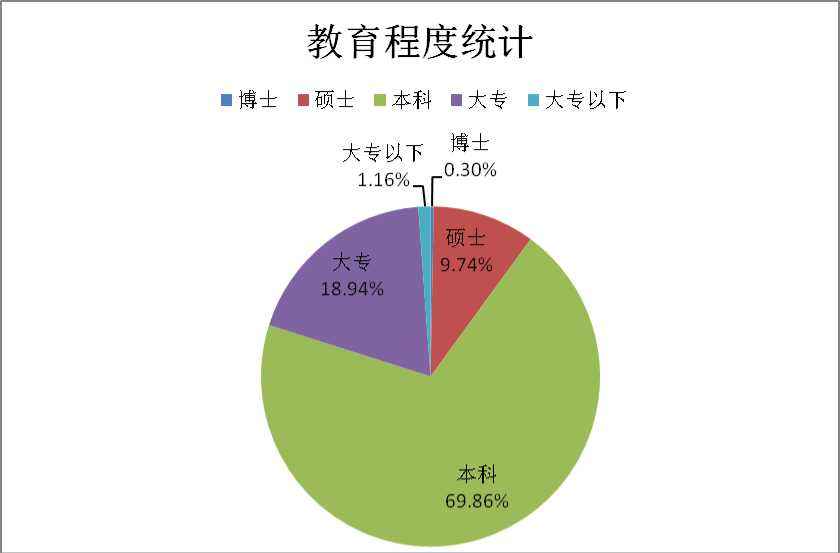 教育程度统计
博士 硕士 本科 大专 大专以下
博士
0.30%
大专以下
1.16%
硕士
9.74%
大专
18.94%
本科
69.86%